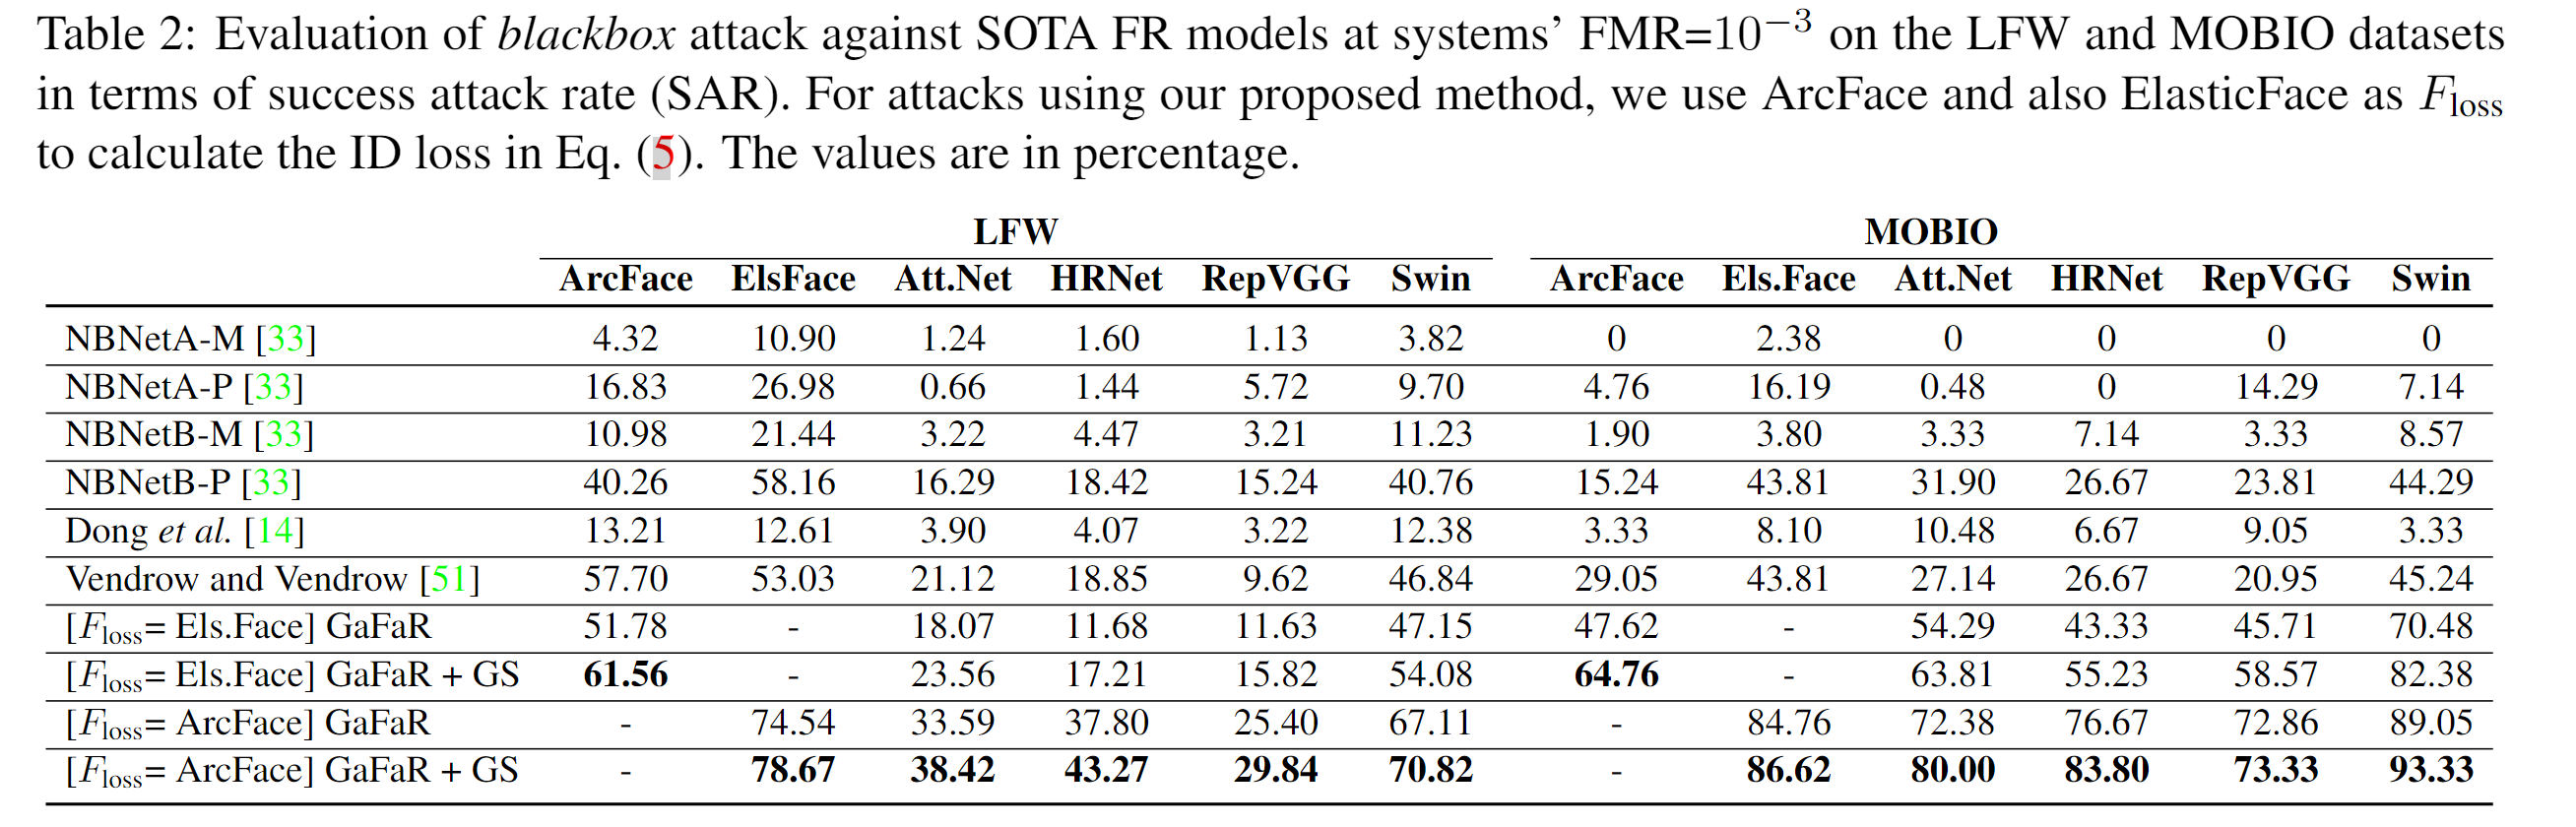 Table 2: Evaluation of blackbox attack against SOTA FR models at systems’ FMR=10⁻³ on the LFW and MOBIO datasets
in terms of success attack rate (SAR). For attacks using our proposed method, we use ArcFace and also ElasticFace as F_loss
to calculate the ID loss in Eq. (5). The values are in percentage.
LFW MOBIO
ArcFace ElsFace Att.Net HRNet RepVGG Swin ArcFace Els.Face Att.Net HRNet RepVGG Swin
NBNetA-M [33] 4.32 10.90 1.24 1.60 1.13 3.82 0 2.38 0 0 0 0
NBNetA-P [33] 16.83 26.98 0.66 1.44 5.72 9.70 4.76 16.19 0.48 0 14.29 7.14
NBNetB-M [33] 10.98 21.44 3.22 4.47 3.21 11.23 1.90 3.80 3.33 7.14 3.33 8.57
NBNetB-P [33] 40.26 58.16 16.29 18.42 15.24 40.76 15.24 43.81 31.90 26.67 23.81 44.29
Dong et al. [14] 13.21 12.61 3.90 4.07 3.22 12.38 3.33 8.10 10.48 6.67 9.05 3.33
Vendrow and Vendrow [51] 57.70 53.03 21.12 18.85 9.62 46.84 29.05 43.81 27.14 26.67 20.95 45.24
[F_loss= Els.Face] GaFaR 51.78 - 18.07 11.68 11.63 47.15 47.62 - 54.29 43.33 45.71 70.48
[F_loss= Els.Face] GaFaR + GS 61.56 - 23.56 17.21 15.82 54.08 64.76 - 63.81 55.23 58.57 82.38
[F_loss= ArcFace] GaFaR - 74.54 33.59 37.80 25.40 67.11 - 84.76 72.38 76.67 72.86 89.05
[F_loss= ArcFace] GaFaR + GS - 78.67 38.42 43.27 29.84 70.82 - 86.62 80.00 83.80 73.33 93.33